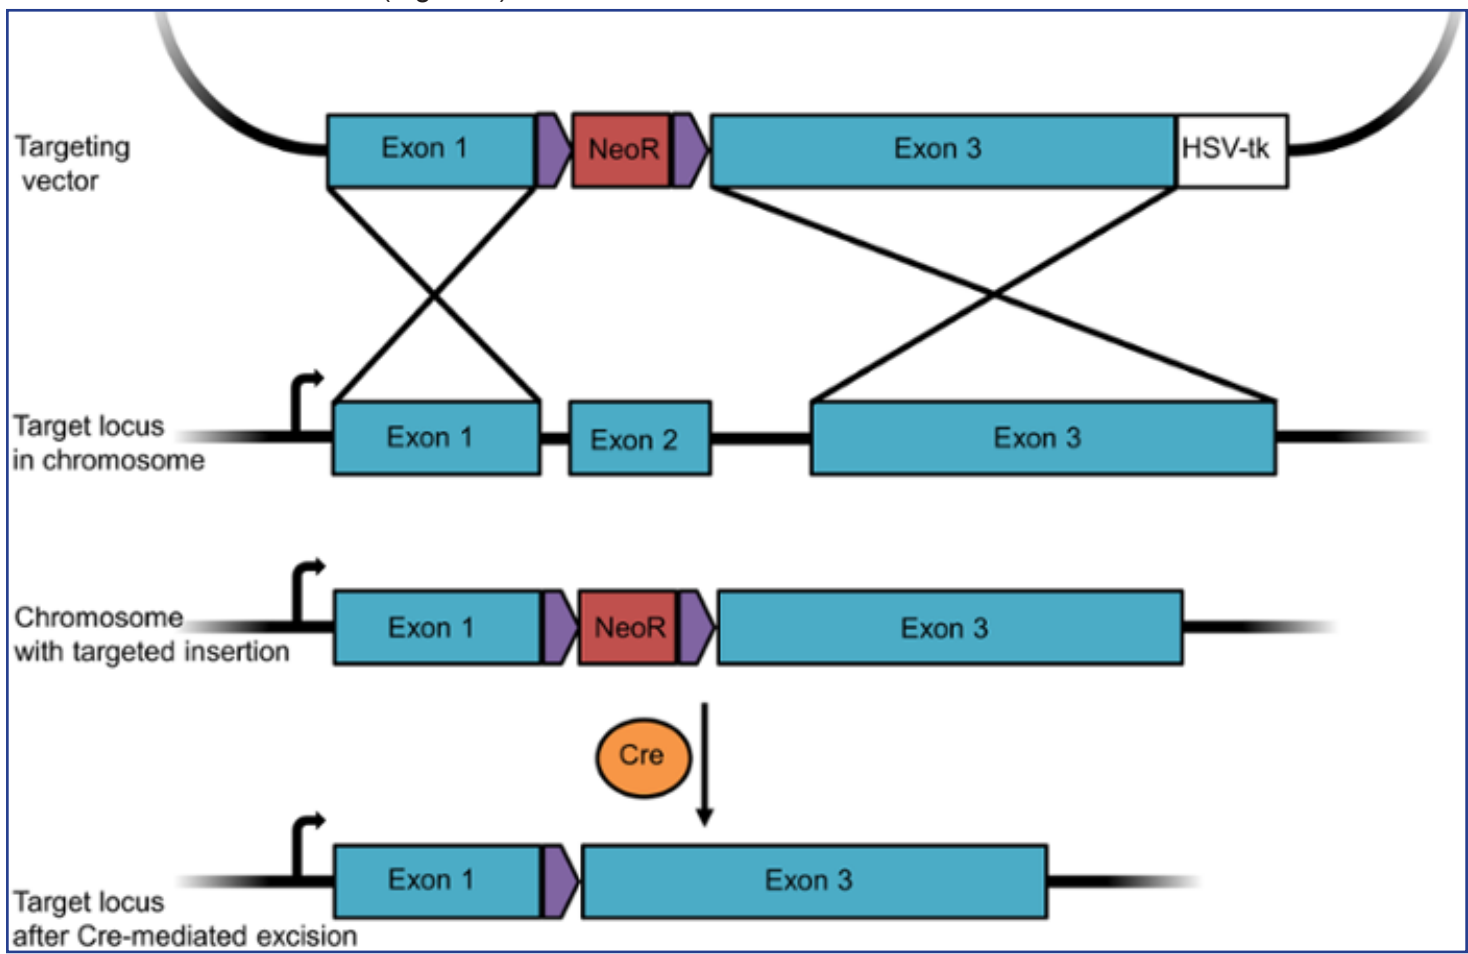 Targeting
vector
Exon 1
NeoR
Exon 3
HSV-tk
Target locus
in chromosome
Exon 1
Exon 2
Exon 3
Chromosome
with targeted insertion
Exon 1
NeoR
Exon 3
Cre
Target locus
after Cre-mediated excision
Exon 1
Exon 3